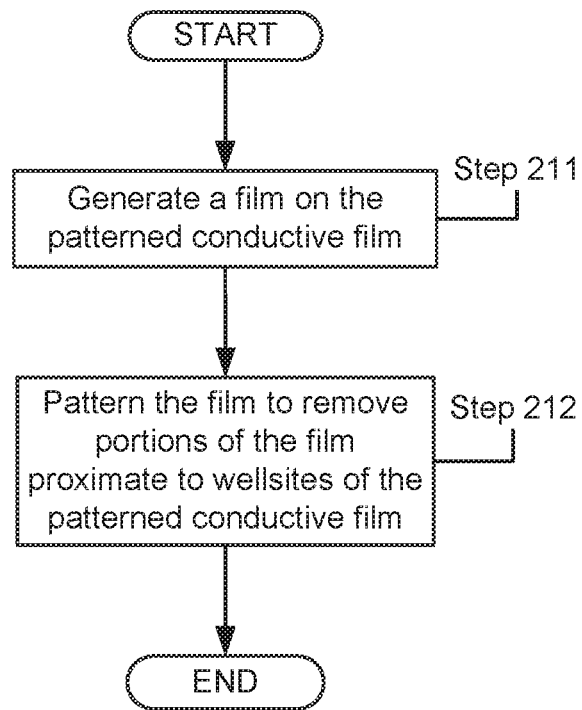 START
Step 211
Generate a film on the
patterned conductive film
Step 212
Pattern the film to remove
portions of the film
proximate to wellsites of the
patterned conductive film
END